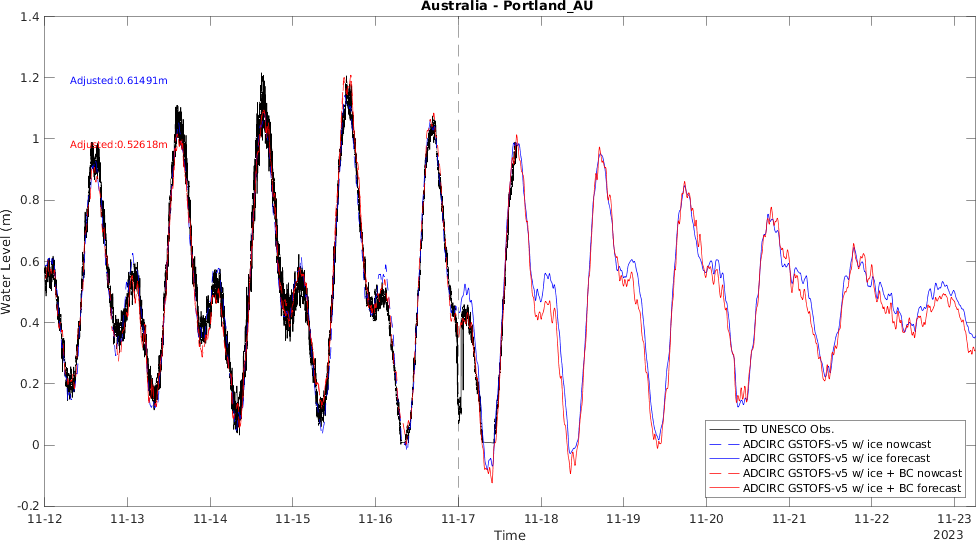 Australia - Portland_AU
Water Level (m)
1.4
1.2
1
0.8
0.6
0.4
0.2
0
-0.2
Adjusted:0.61491m
Adjusted:0.52618m
TD UNESCO Obs.
ADCIRC GSTOFS-v5 w/ ice nowcast
ADCIRC GSTOFS-v5 w/ ice forecast
ADCIRC GSTOFS-v5 w/ ice + BC nowcast
ADCIRC GSTOFS-v5 w/ ice + BC forecast
11-12 11-13 11-14 11-15 11-16 11-17 11-18 11-19 11-20 11-21 11-22 11-23
Time
2023